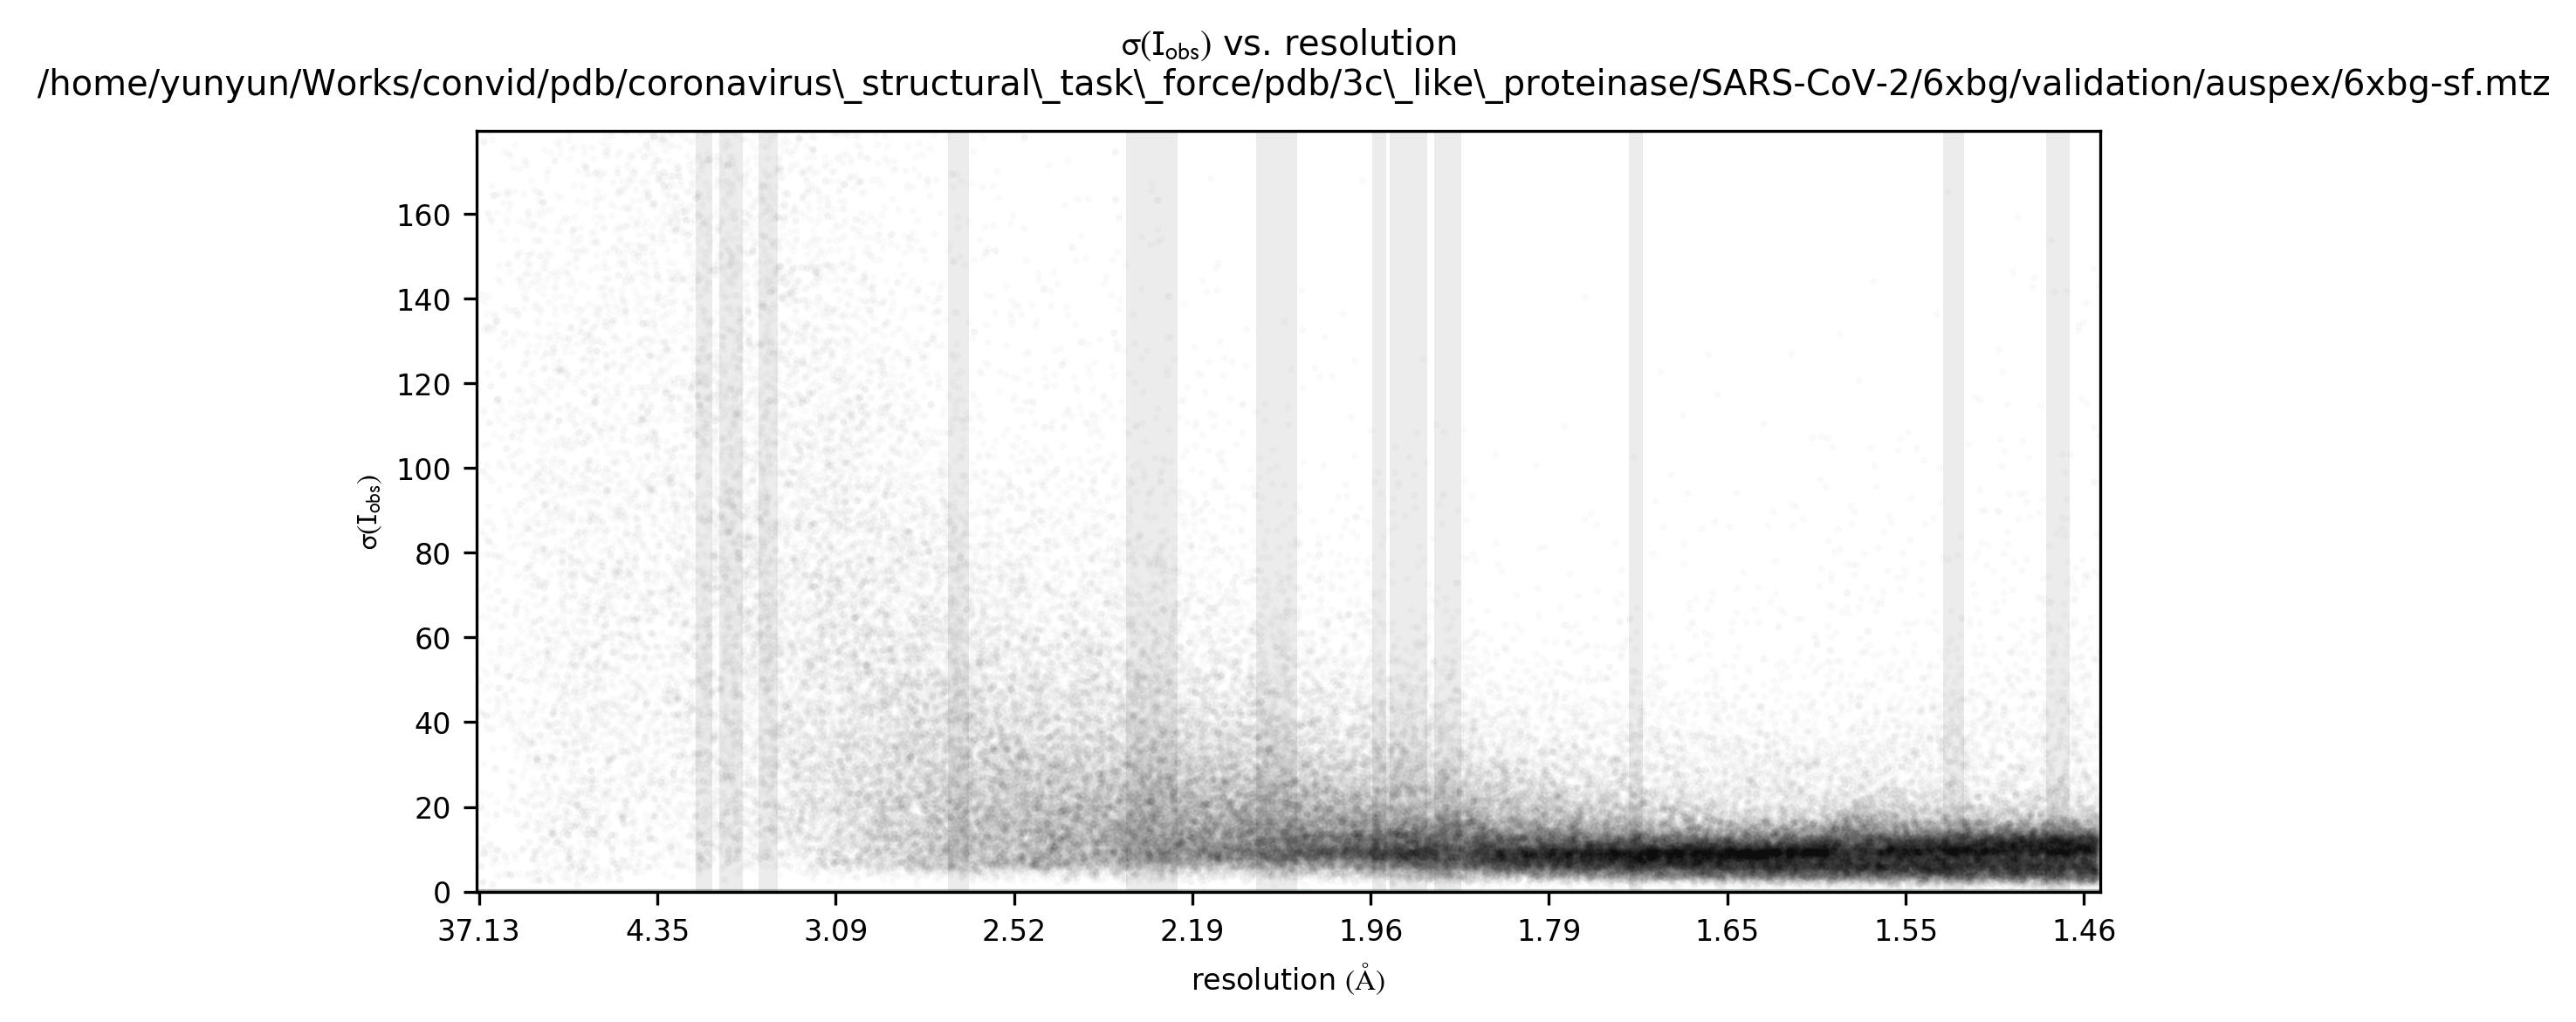 σ(I_obs) vs. resolution
/home/yunyun/Works/convid/pdb/coronavirus\_structural\_task\_force/pdb/3c\_like\_proteinase/SARS-CoV-2/6xbg/validation/auspex/6xbg-sf.mtz
160
140
120
100
80
60
40
20
0
σ(I_obs)
37.13 4.35 3.09 2.52 2.19 1.96 1.79 1.65 1.55 1.46
resolution (Å)